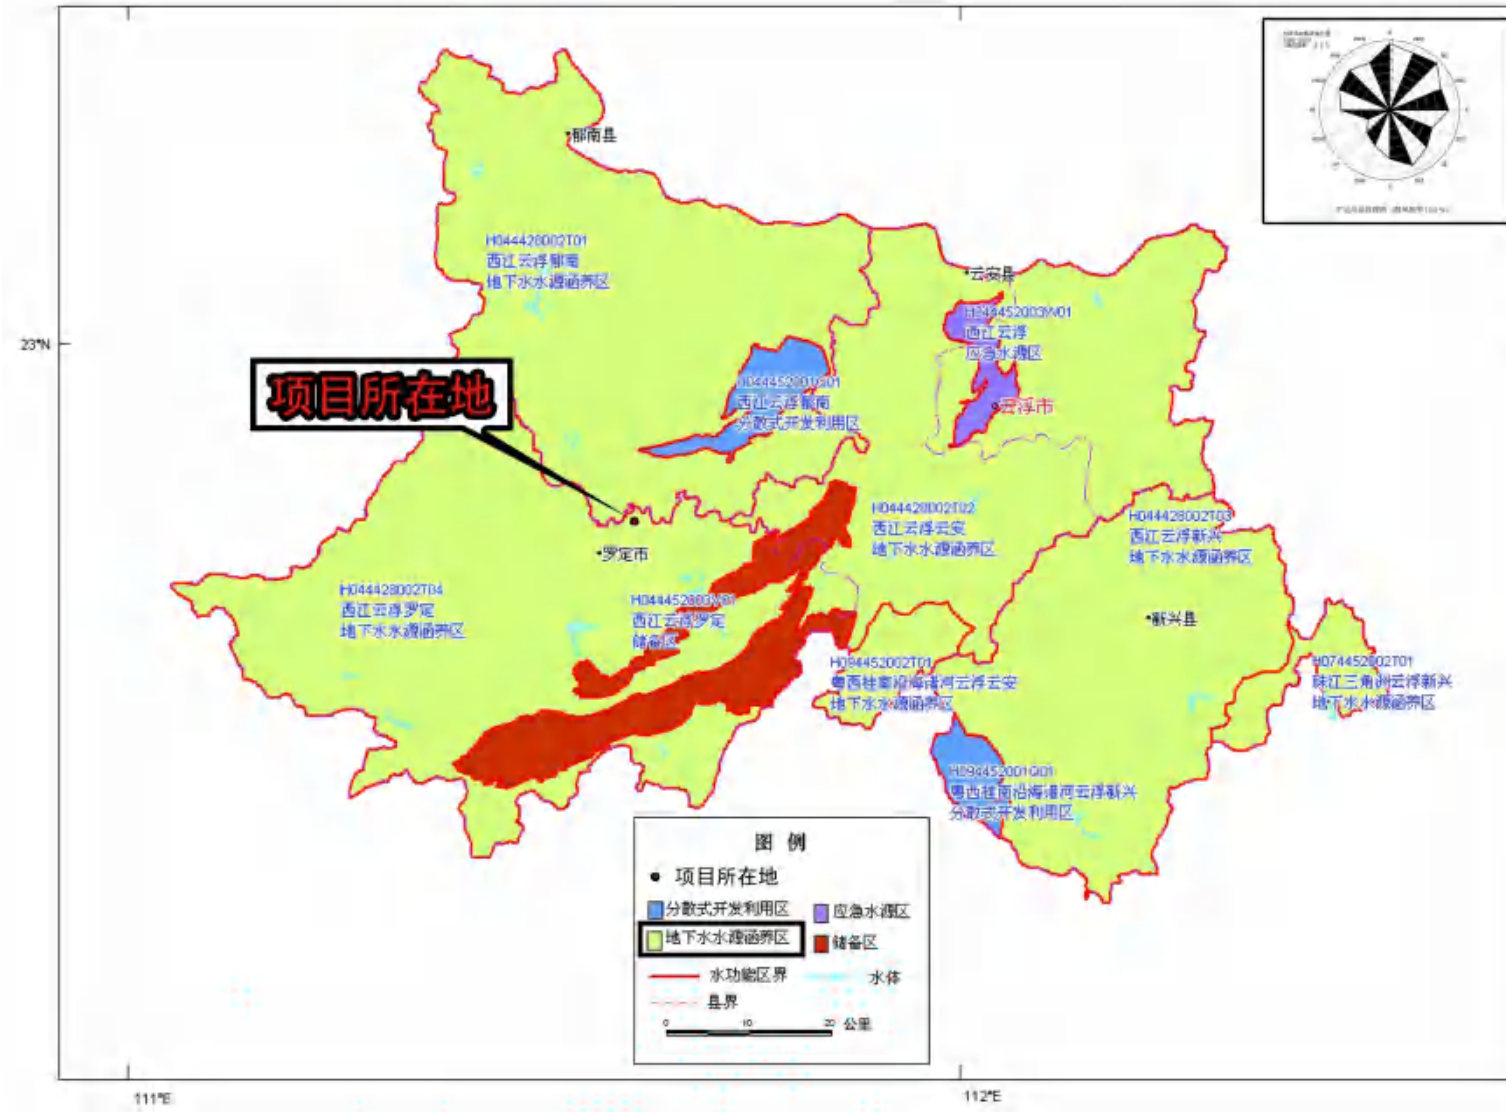 郁南县
H044428002T01
西江云浮郁南
地下水水源涵养区
云安县
H044452003W01
西江云浮
应急水源区
23°N
项目所在地
H044452001Q01
西江云浮郁南
分散式开发利用区
云浮市
H044428002T02
西江云浮云安
地下水水源涵养区
H044428002T03
西江云浮新兴
地下水水源涵养区
罗定市
H044428002T04
西江云浮罗定
地下水水源涵养区
H044452003V01
西江云浮罗定
储备区
新兴县
H094452002T01
粤西桂南沿海诸河云浮云安
地下水水源涵养区
H074452002T01
珠江三角洲云浮新兴
地下水水源涵养区
H094452001Q01
粤西桂南沿海诸河云浮新兴
分散式开发利用区
图 例
项目所在地
分散式开发利用区
应急水源区
地下水水源涵养区
储备区
水功能区界
水体
县界
0 10 20 公里
111°E
112°E